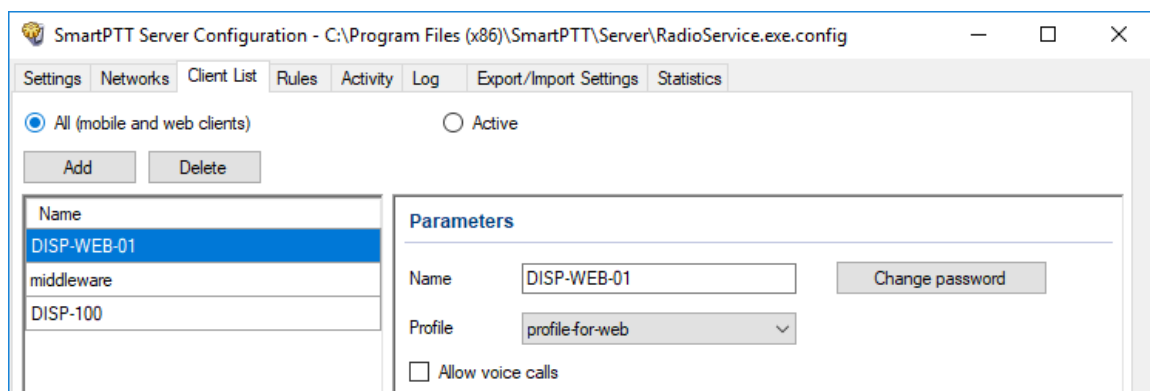 SmartPTT Server Configuration - C:\Program Files (x86)\SmartPTT\Server\RadioService.exe.config
Settings Networks Client List Rules Activity Log Export/Import Settings Statistics
All (mobile and web clients) Active
Add Delete
Name
DISP-WEB-01
middleware
DISP-100
Parameters
Name DISP-WEB-01 Change password
Profile profile-for-web
Allow voice calls